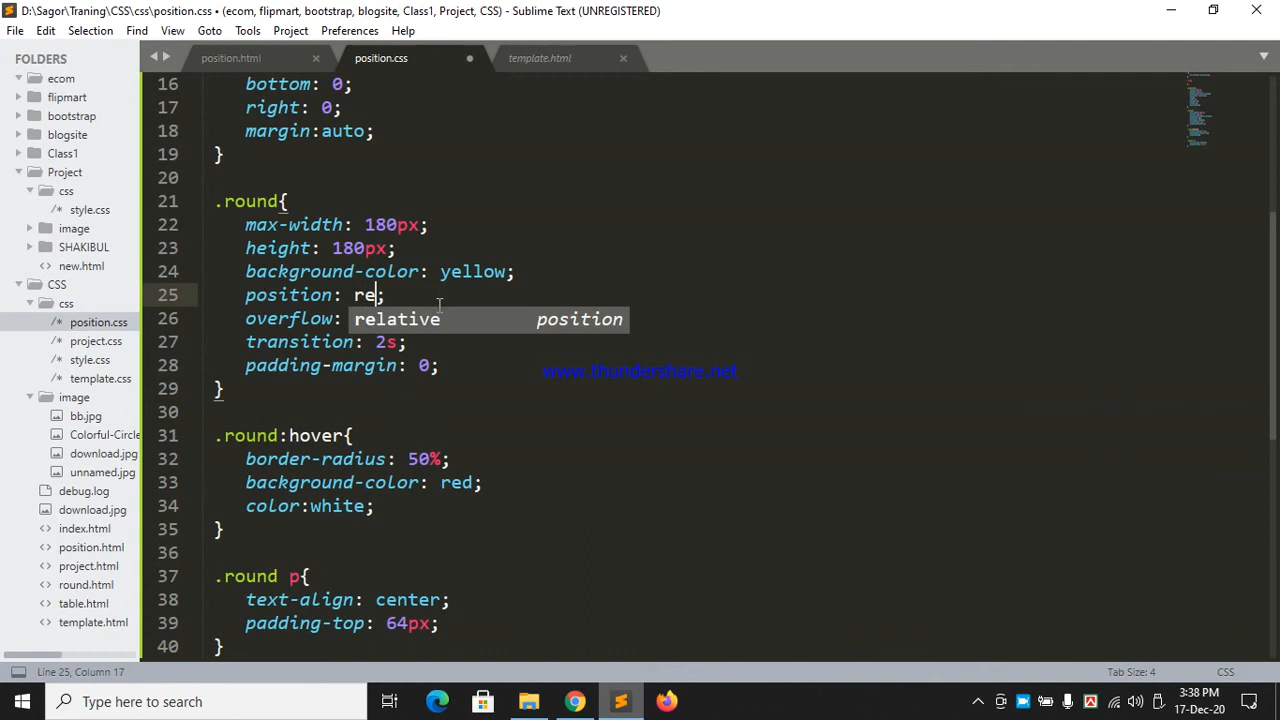 D:\Sagor\Traning\CSS\css\position.css • (ecom, flipmart, bootstrap, blogsite, Class1, Project, CSS) - Sublime Text (UNREGISTERED)
File Edit Selection Find View Goto Tools Project Preferences Help
FOLDERS
ecom
flipmart
bootstrap
blogsite
Class1
Project
css
/* style.css
image
SHAKIBUL
<> new.html
CSS
css
/* position.css
/* project.css
/* style.css
/* template.css
image
bb.jpg
Colorful-Circle
download.jpg
unnamed.jpg
debug.log
download.jpg
<> index.html
<> position.html
<> project.html
<> round.html
<> table.html
<> template.html
position.html × position.css template.html ×
16 bottom: 0;
17 right: 0;
18 margin:auto;
19 }
20
21 .round{
22 max-width: 180px;
23 height: 180px;
24 background-color: yellow;
25 position: re;
26 overflow:
relative position
27 transition: 2s;
28 padding-margin: 0;
www.thundershare.net
29 }
30
31 .round:hover{
32 border-radius: 50%;
33 background-color: red;
34 color:white;
35 }
36
37 .round p{
38 text-align: center;
39 padding-top: 64px;
40 }
Line 25, Column 17
Tab Size: 4 CSS
Type here to search
3:38 PM
17-Dec-20